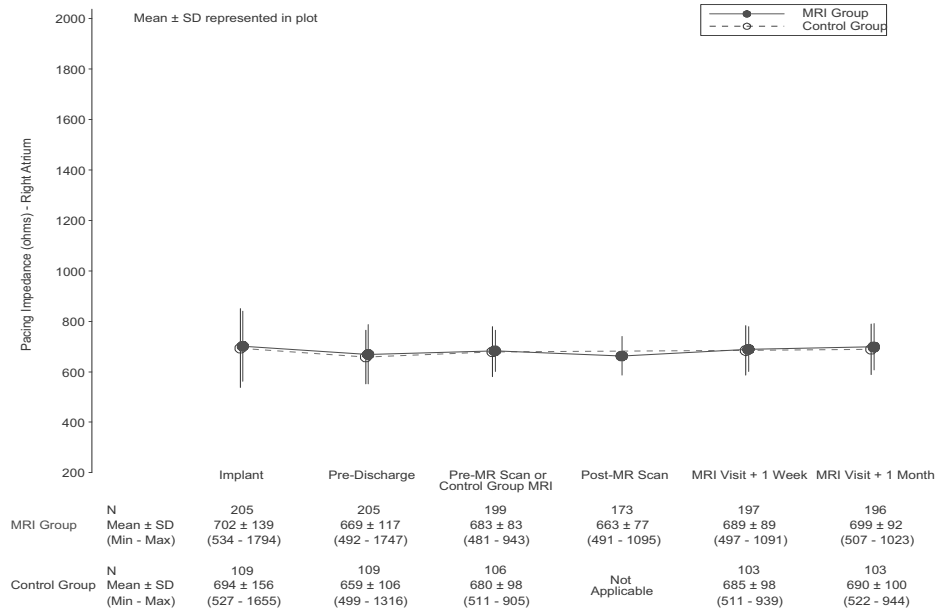 Mean ± SD represented in plot
MRI Group
Control Group
Pacing Impedance (ohms) - Right Atrium
2000
1800
1600
1400
1200
1000
800
600
400
200
Implant Pre-Discharge Pre-MR Scan or Control Group MRI Post-MR Scan MRI Visit + 1 Week MRI Visit + 1 Month
N 205 205 199 173 197 196
MRI Group Mean ± SD 702 ± 139 669 ± 117 683 ± 83 663 ± 77 689 ± 89 699 ± 92
(Min - Max) (534 - 1794) (492 - 1747) (481 - 943) (491 - 1095) (497 - 1091) (507 - 1023)
N 109 109 106 Not Applicable 103 103
Control Group Mean ± SD 694 ± 156 659 ± 106 680 ± 98 685 ± 98 690 ± 100
(Min - Max) (527 - 1655) (499 - 1316) (511 - 905) (511 - 939) (522 - 944)